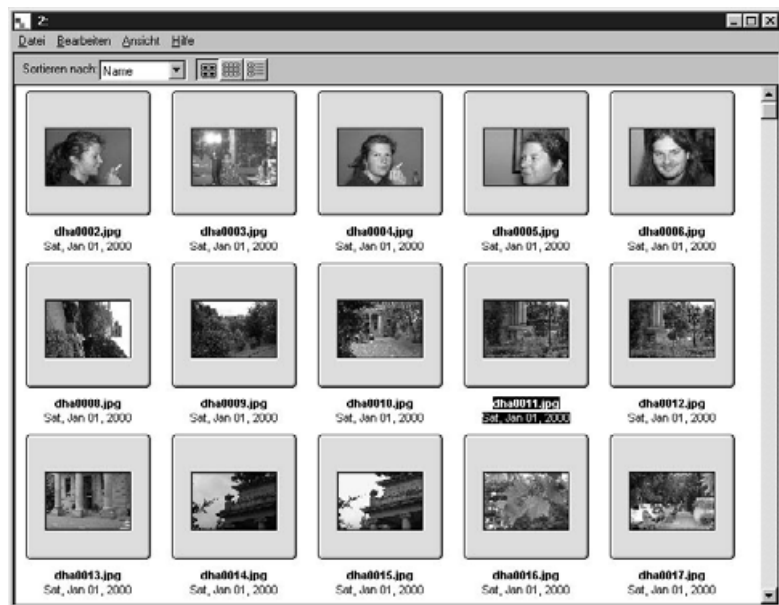 2:
Datei Bearbeiten Ansicht Hilfe
Sortieren nach: Name
dha0002.jpg dha0003.jpg dha0004.jpg dha0005.jpg dha0006.jpg
Sat, Jan 01, 2000 Sat, Jan 01, 2000 Sat, Jan 01, 2000 Sat, Jan 01, 2000 Sat, Jan 01, 2000
dha0008.jpg dha0009.jpg dha0010.jpg dha0011.jpg dha0012.jpg
Sat, Jan 01, 2000 Sat, Jan 01, 2000 Sat, Jan 01, 2000 Sat, Jan 01, 2000 Sat, Jan 01, 2000
dha0013.jpg dha0014.jpg dha0015.jpg dha0016.jpg dha0017.jpg
Sat, Jan 01, 2000 Sat, Jan 01, 2000 Sat, Jan 01, 2000 Sat, Jan 01, 2000 Sat, Jan 01, 2000